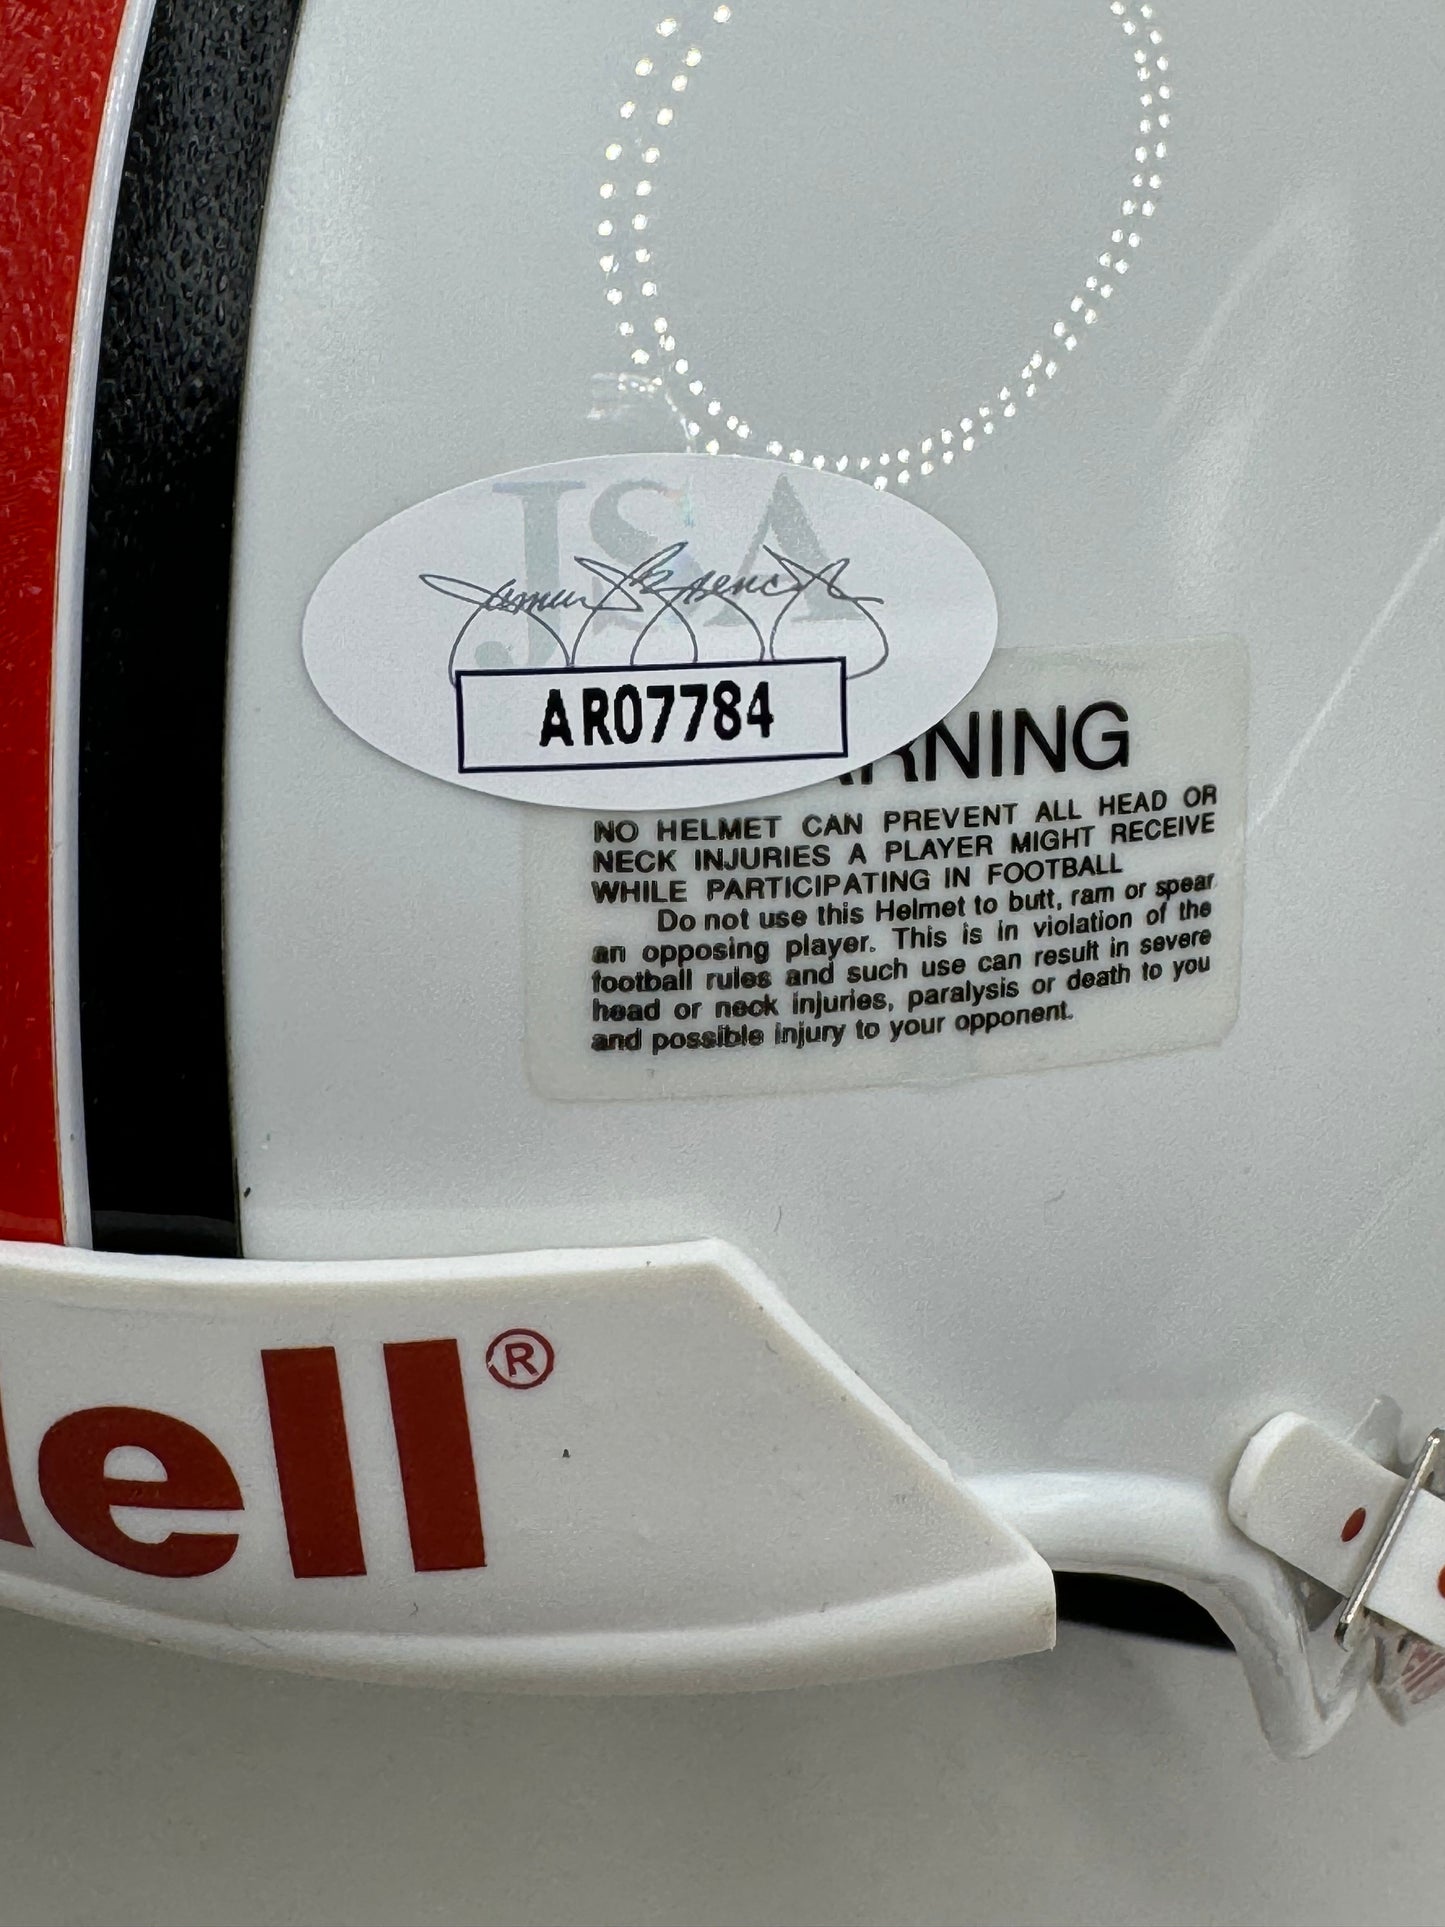 JSA
AR07784
RNING
NO HELMET CAN PREVENT ALL HEAD OR
NECK INJURIES A PLAYER MIGHT RECEIVE
WHILE PARTICIPATING IN FOOTBALL
Do not use this Helmet to butt, ram or spear
an opposing player. This is in violation of the
football rules and such use can result in severe
head or neck injuries, paralysis or death to you
and possible injury to your opponent.
ell®